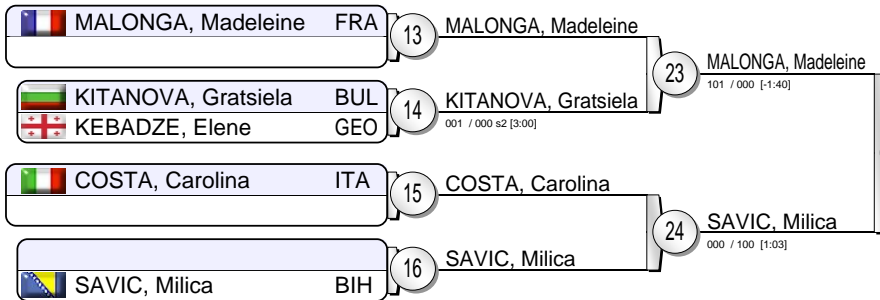 MALONGA, Madeleine FRA
13
MALONGA, Madeleine
23
MALONGA, Madeleine
101 / 000 [-1:40]
KITANOVA, Gratsiela BUL
KEBADZE, Elene GEO
14
KITANOVA, Gratsiela
001 / 000 s2 [3:00]
COSTA, Carolina ITA
15
COSTA, Carolina
24
SAVIC, Milica
000 / 100 [1:03]
SAVIC, Milica BIH
16
SAVIC, Milica